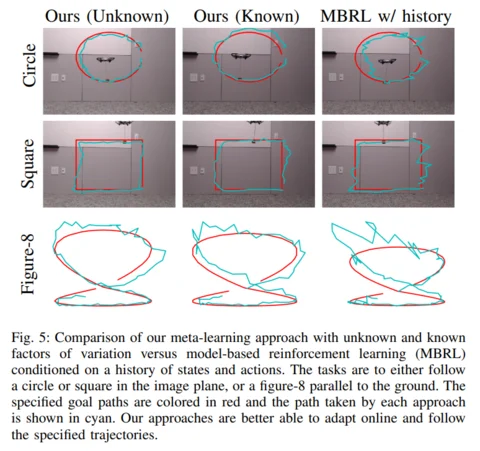 Ours (Unknown) Ours (Known) MBRL w/ history
Circle
Square
Figure-8
Fig. 5: Comparison of our meta-learning approach with unknown and known
factors of variation versus model-based reinforcement learning (MBRL)
conditioned on a history of states and actions. The tasks are to either follow
a circle or square in the image plane, or a figure-8 parallel to the ground. The
specified goal paths are colored in red and the path taken by each approach
is shown in cyan. Our approaches are better able to adapt online and follow
the specified trajectories.